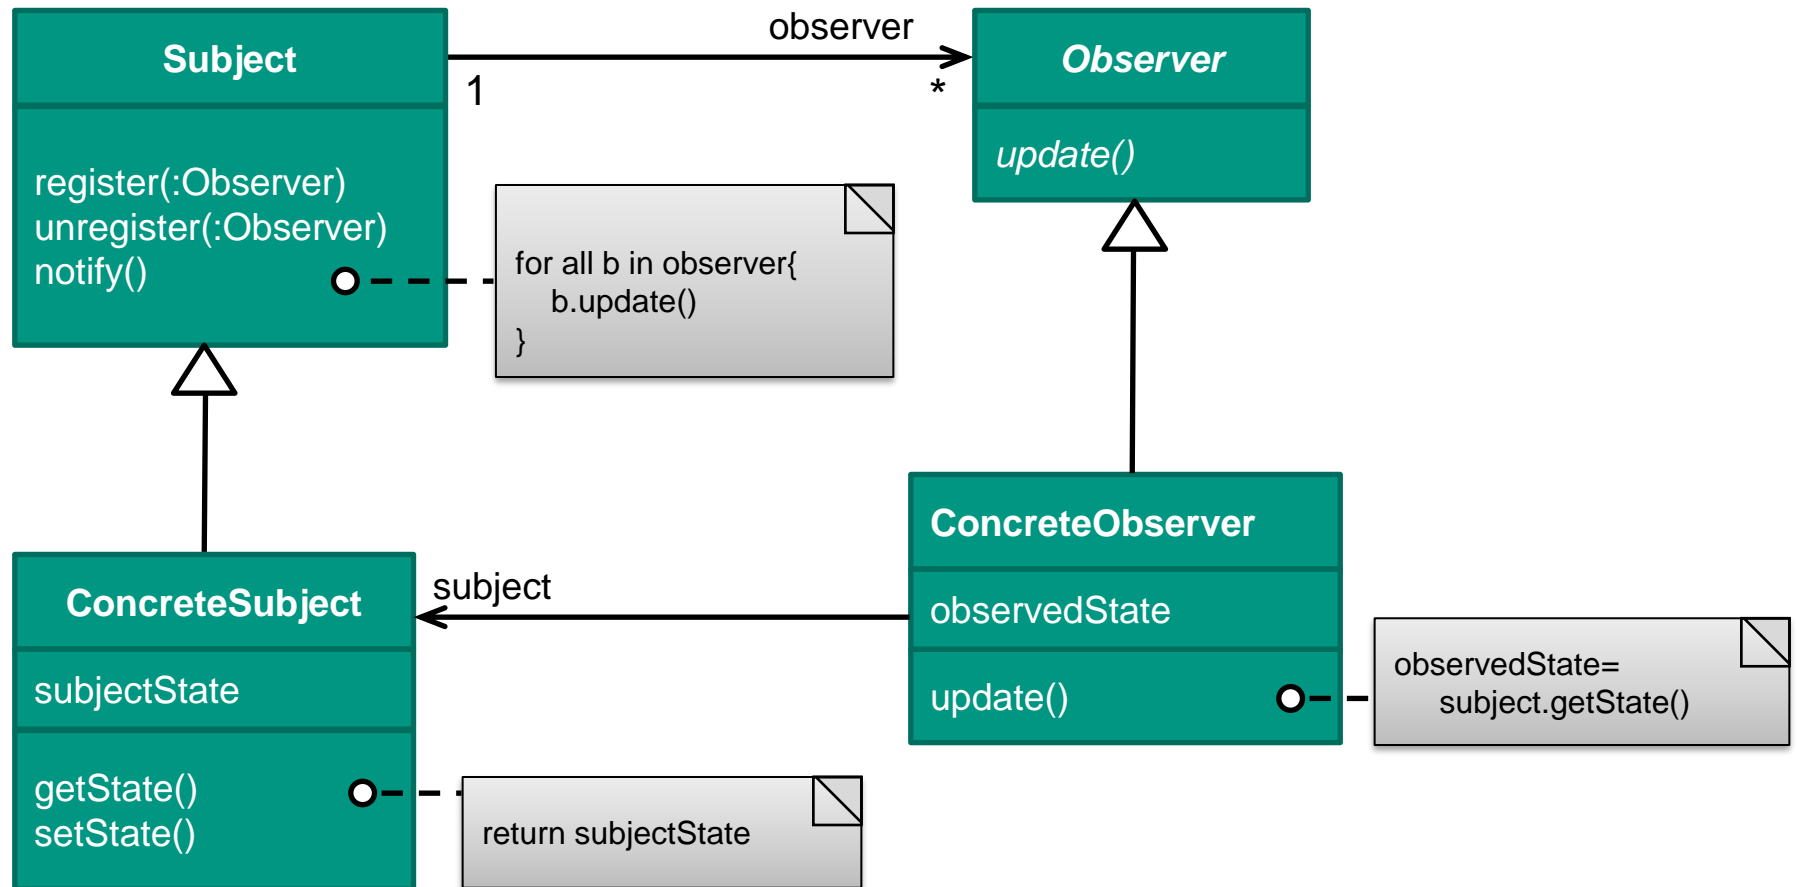 Subject
observer
1
*
Observer
update()
register(:Observer)
unregister(:Observer)
notify()
for all b in observer{
b.update()
}
ConcreteSubject
subjectState
getState()
setState()
subject
ConcreteObserver
observedState
update()
observedState=
subject.getState()
return subjectState